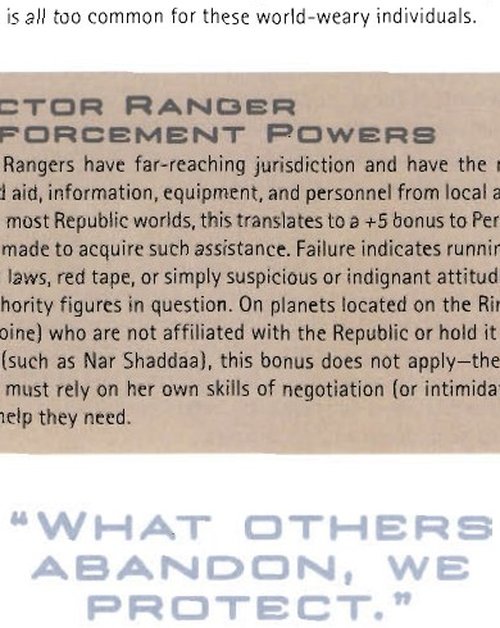 is all too common for these world-weary individuals.
CTOR RANGER
FORCEMENT POWERS
Rangers have far-reaching jurisdiction and have the
aid, information, equipment, and personnel from local a
most Republic worlds, this translates to a +5 bonus to Per
made to acquire such assistance. Failure indicates runnin
laws, red tape, or simply suspicious or indignant attitud
hority figures in question. On planets located on the Rin
oine) who are not affiliated with the Republic or hold it
(such as Nar Shaddaa), this bonus does not apply—the
must rely on her own skills of negotiation (or intimida
help they need.
"WHAT OTHERS
ABANDON, WE
PROTECT."